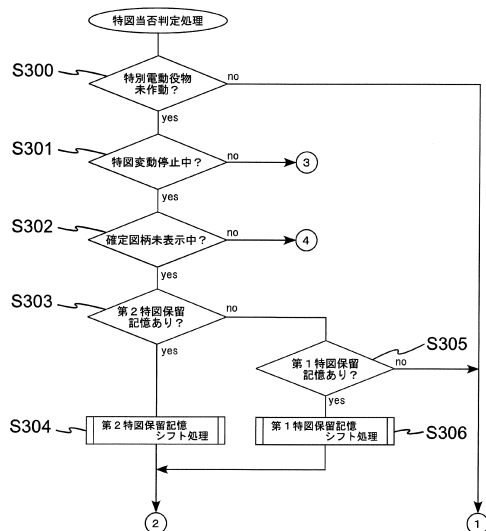 特図当否判定処理
S300
特別電動役物
未作動？
no
yes
S301
特図変動停止中？
no
③
yes
S302
確定図柄未表示中？
no
④
yes
S303
第２特図保留
記憶あり？
no
yes
S305
第１特図保留
記憶あり？
no
yes
S304
第２特図保留記憶
シフト処理
第１特図保留記憶
シフト処理
S306
②
①